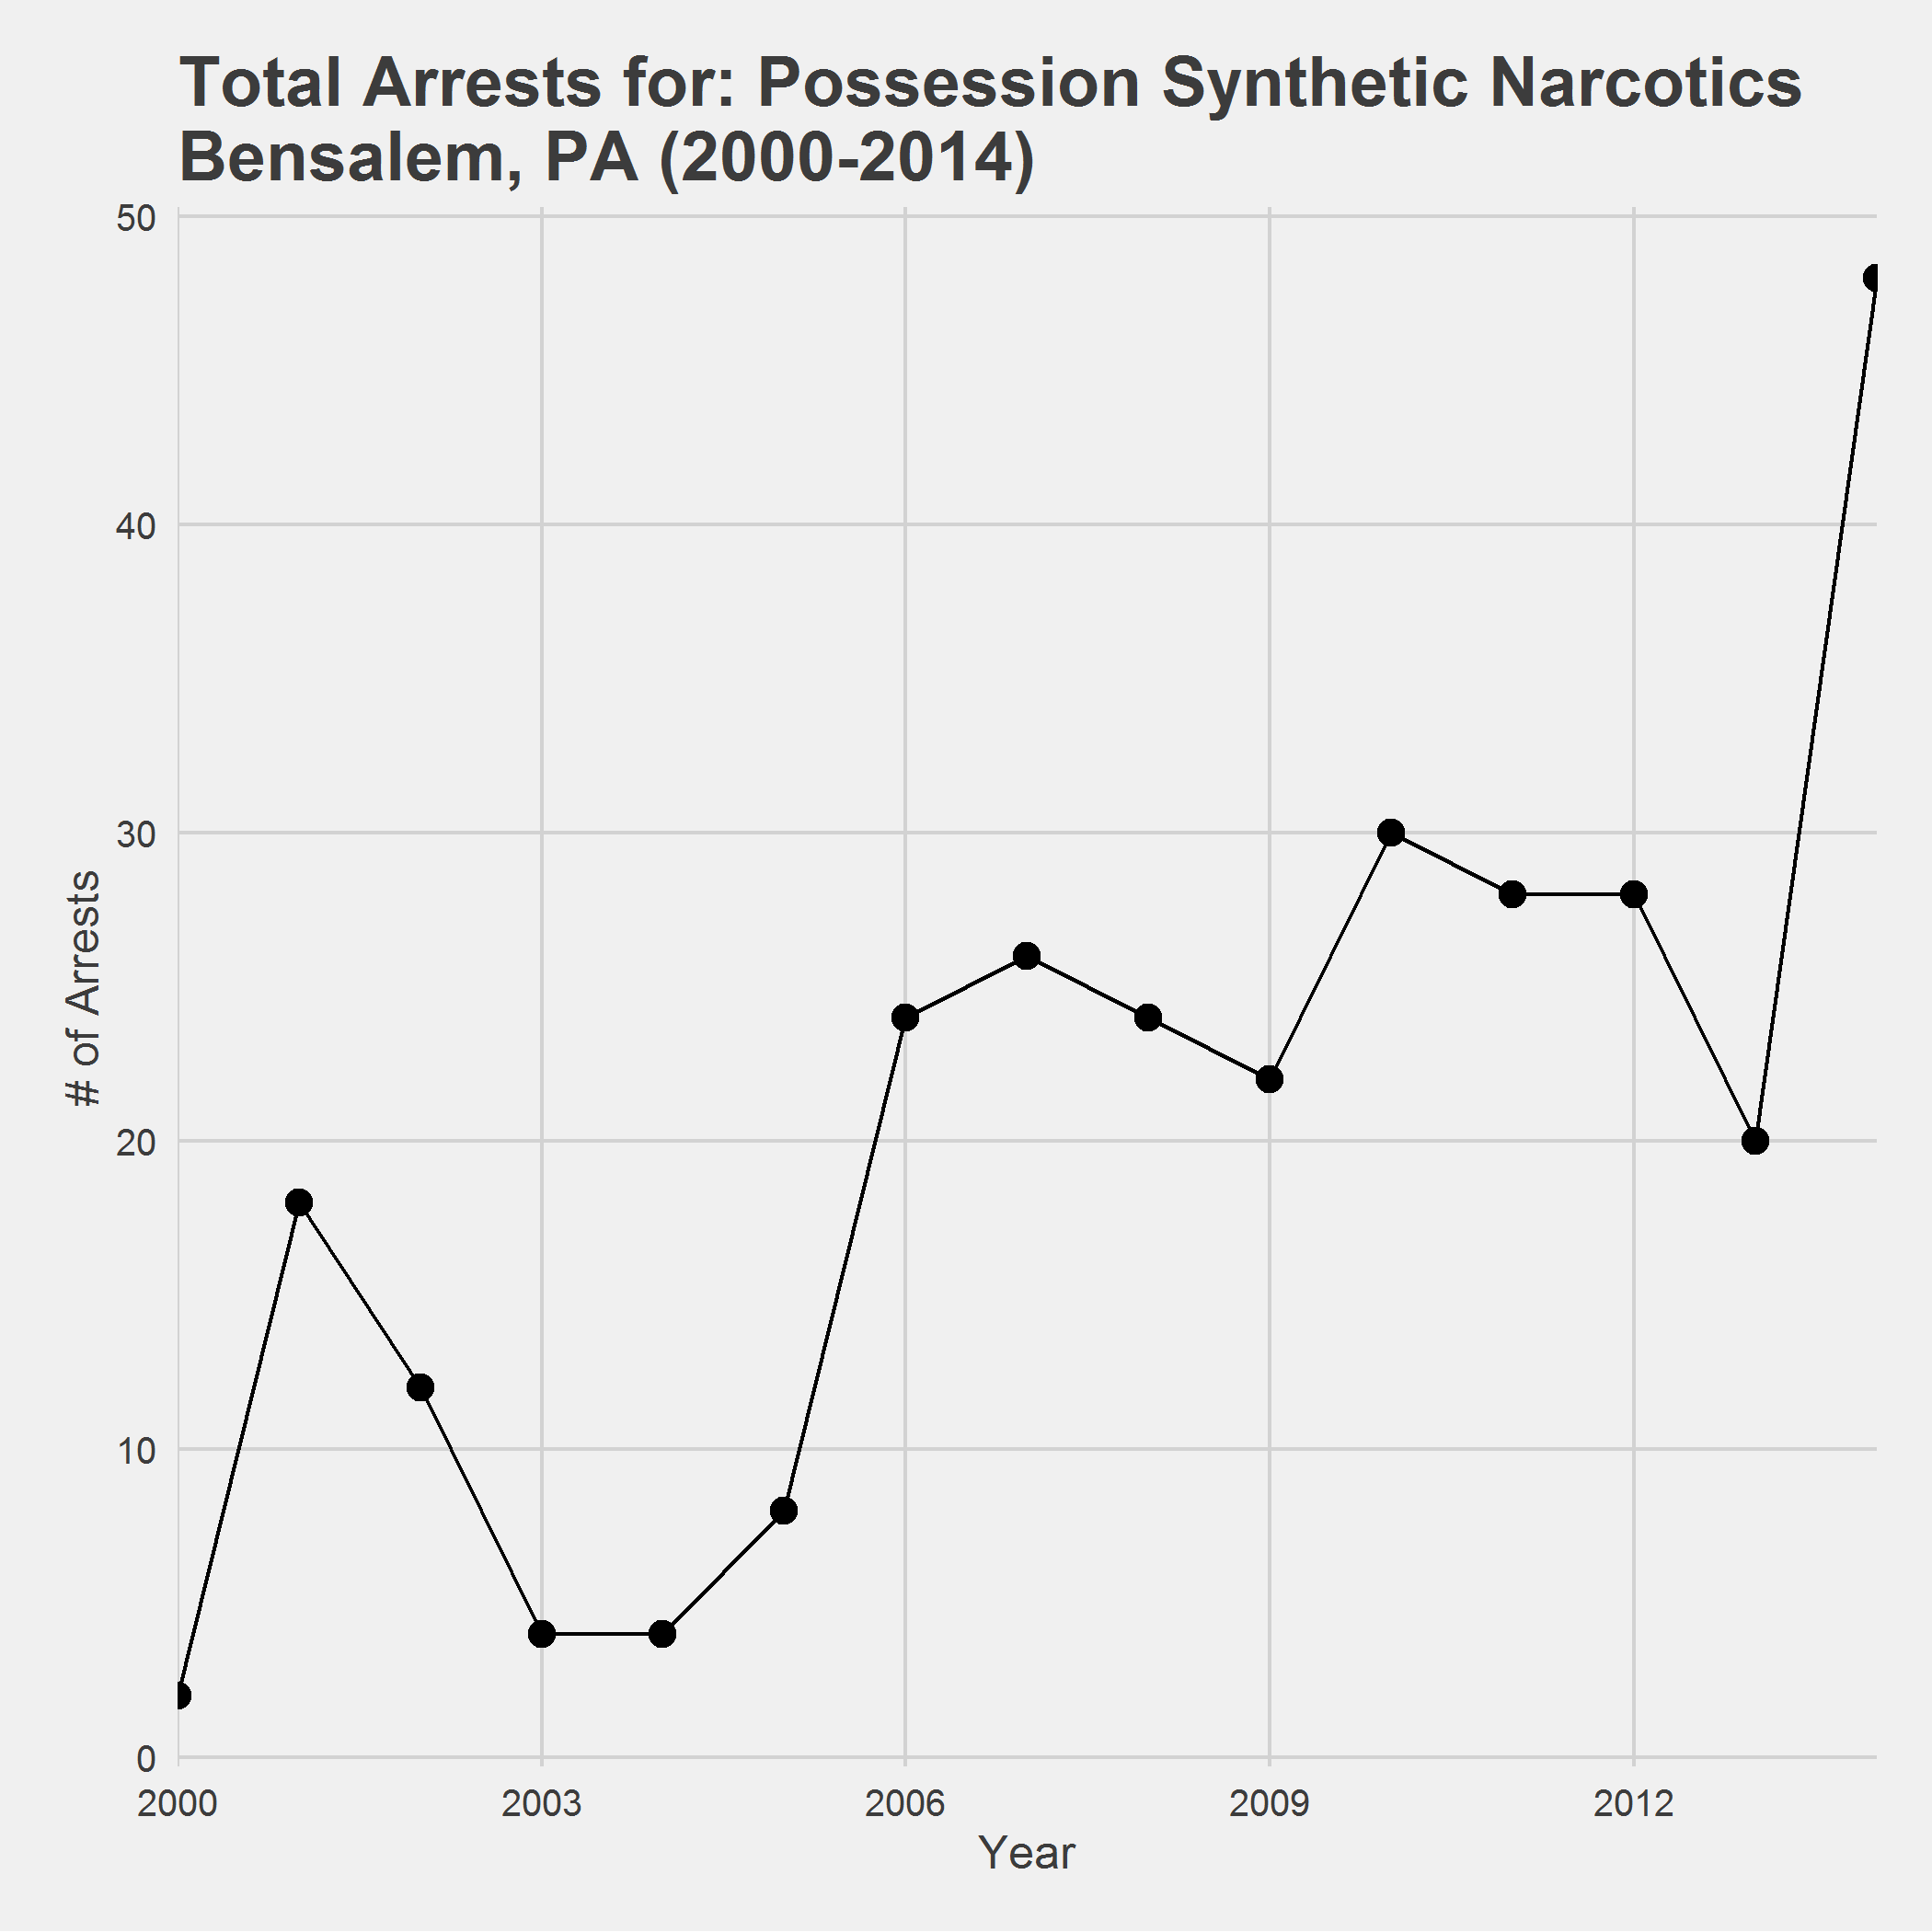 Total Arrests for: Possession Synthetic Narcotics
Bensalem, PA (2000-2014)
50
40
30
20
10
0
# of Arrests
2000 2003 2006 2009 2012
Year